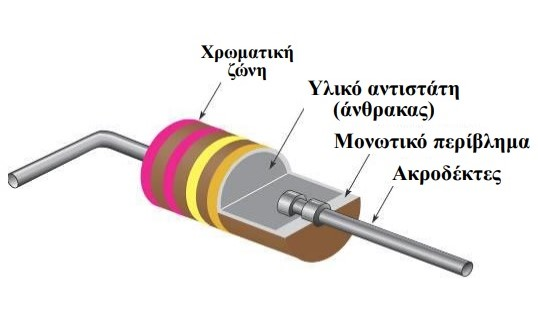 Χρωματική
ζώνη
Υλικό αντιστάτη
(άνθρακας)
Μονωτικό περίβλημα
Ακροδέκτες